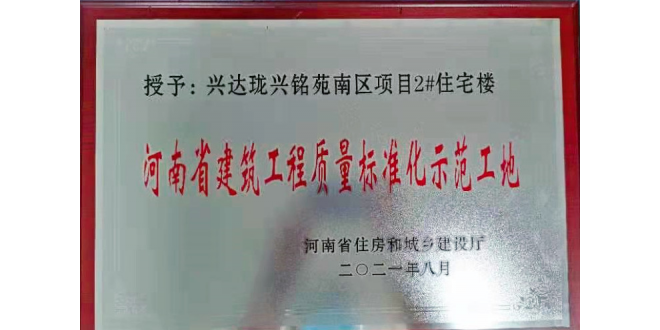 授予：兴达珑兴铭苑南区项目2#住宅楼
河南省建筑工程质量标准化示范工地
河南省住房和城乡建设厅
二〇二一年八月